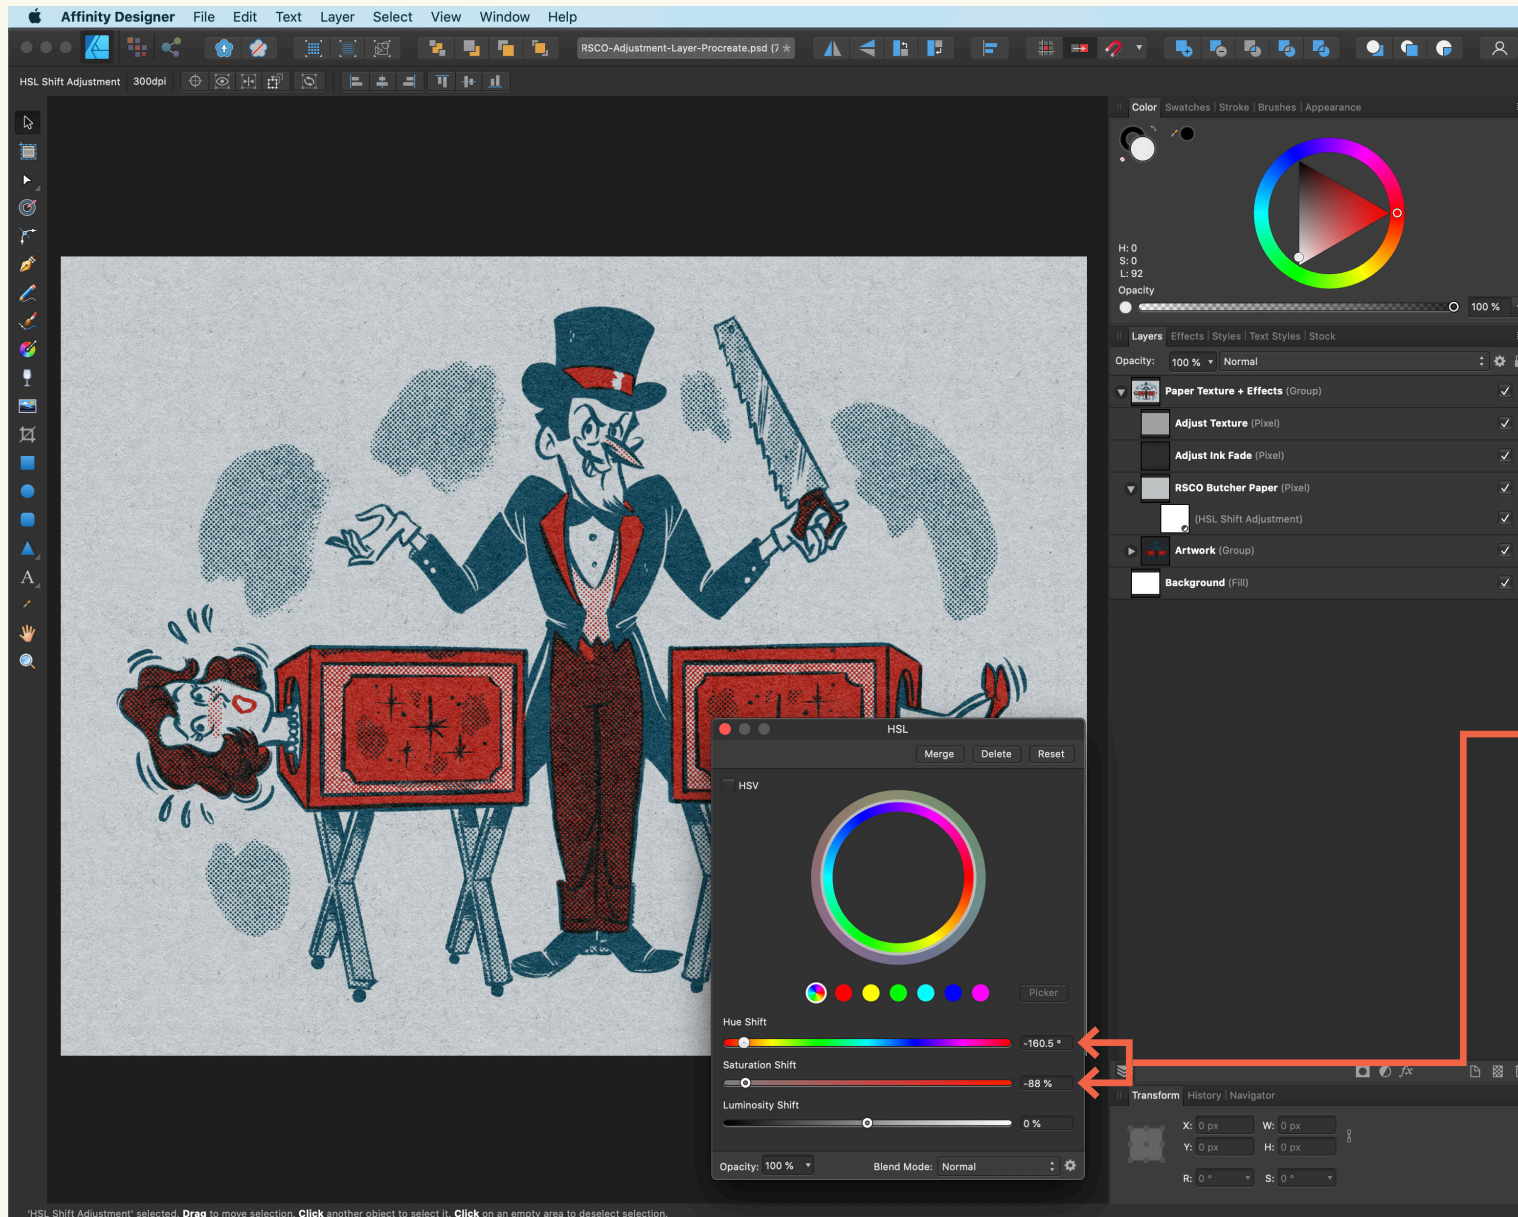 Affinity Designer File Edit Text Layer Select View Window Help
RSCO-Adjustment-Layer-Procreate.psd (7
HSL Shift Adjustment 300dpi
Color Swatches | Stroke | Brushes | Appearance
H: 0
S: 0
L: 92
Opacity
100 %
Layers Effects | Styles | Text Styles | Stock
Opacity: 100 % Normal
Paper Texture + Effects (Group)
Adjust Texture (Pixel)
Adjust Ink Fade (Pixel)
RSCO Butcher Paper (Pixel)
(HSL Shift Adjustment)
Artwork (Group)
Background (Fill)
HSL
Merge Delete Reset
HSV
Picker
Hue Shift
-160.5 °
Saturation Shift
-88 %
Luminosity Shift
0 %
Opacity: 100 % Blend Mode: Normal
fx
Transform History | Navigator
X: 0 px W: 0 px
Y: 0 px H: 0 px
R: 0 ° S: 0 °
'HSL Shift Adjustment' selected. Drag to move selection. Click another object to select it. Click on an empty area to deselect selection.